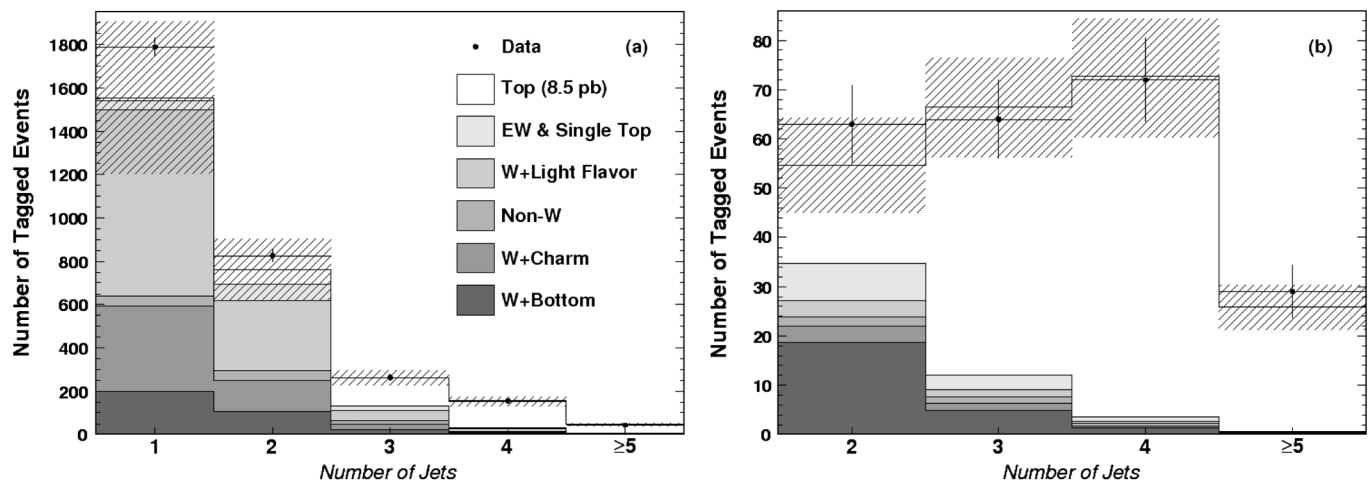 Number of Tagged Events
1800
1600
1400
1200
1000
800
600
400
200
0
1
2
3
4
≥5
Number of Jets
(a)
Data
Top (8.5 pb)
EW & Single Top
W+Light Flavor
Non-W
W+Charm
W+Bottom
Number of Tagged Events
80
70
60
50
40
30
20
10
0
2
3
4
≥5
Number of Jets
(b)